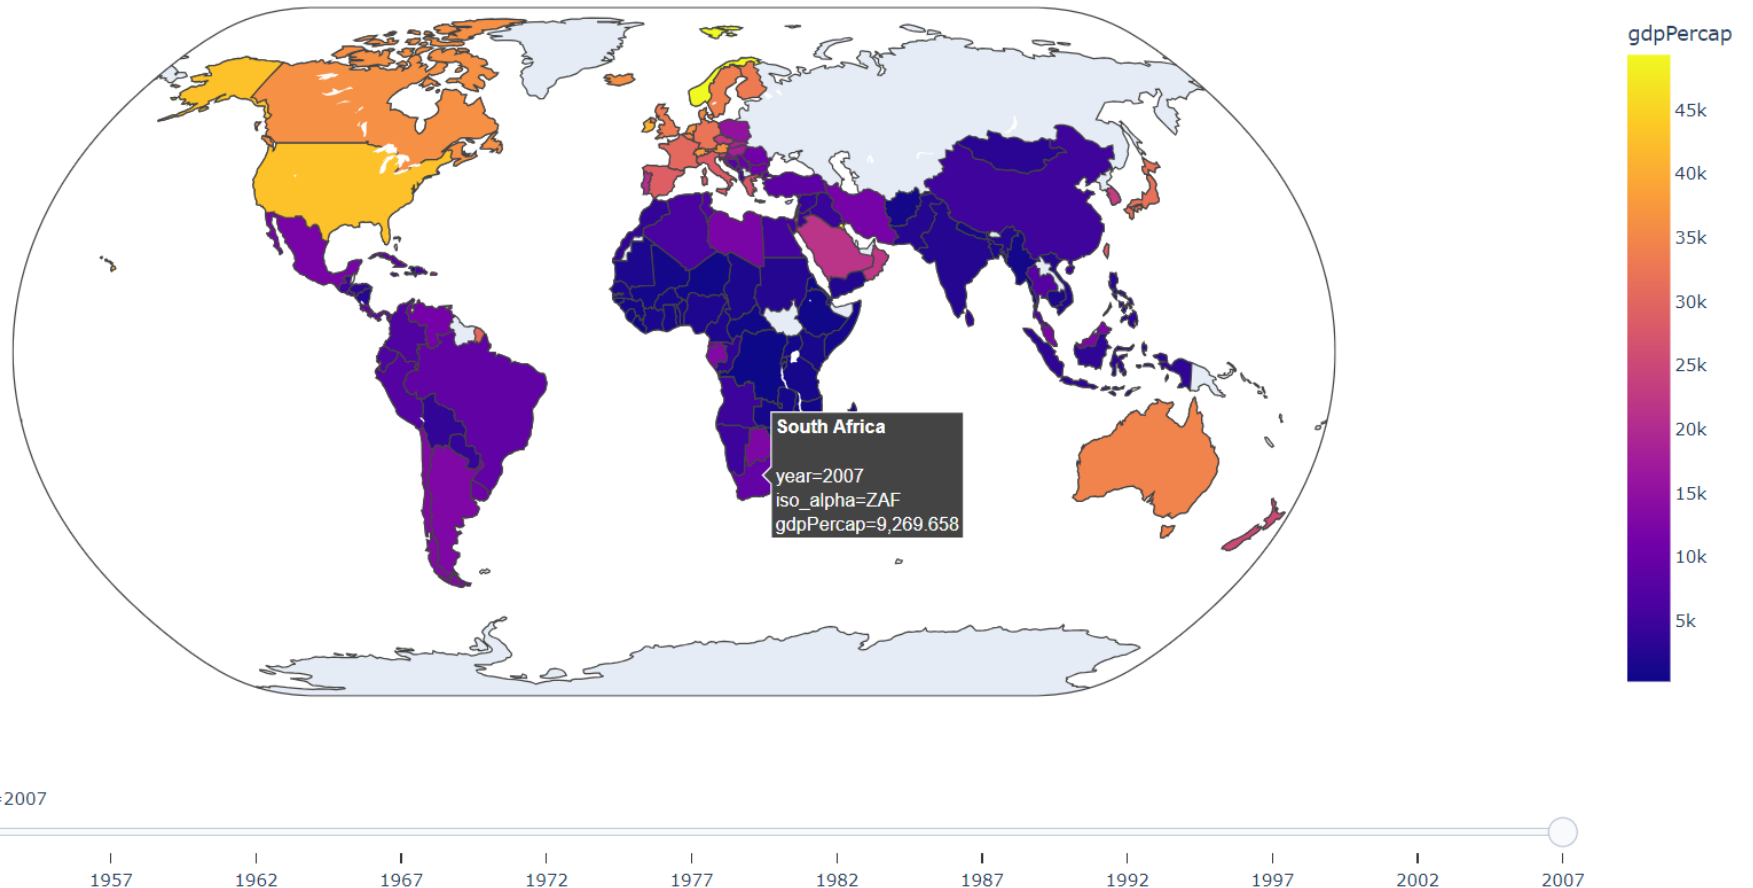 gdpPercap
45k
40k
35k
30k
25k
20k
15k
10k
5k
South Africa
year=2007
iso_alpha=ZAF
gdpPercap=9,269.658
=2007
1957
1962
1967
1972
1977
1982
1987
1992
1997
2002
2007